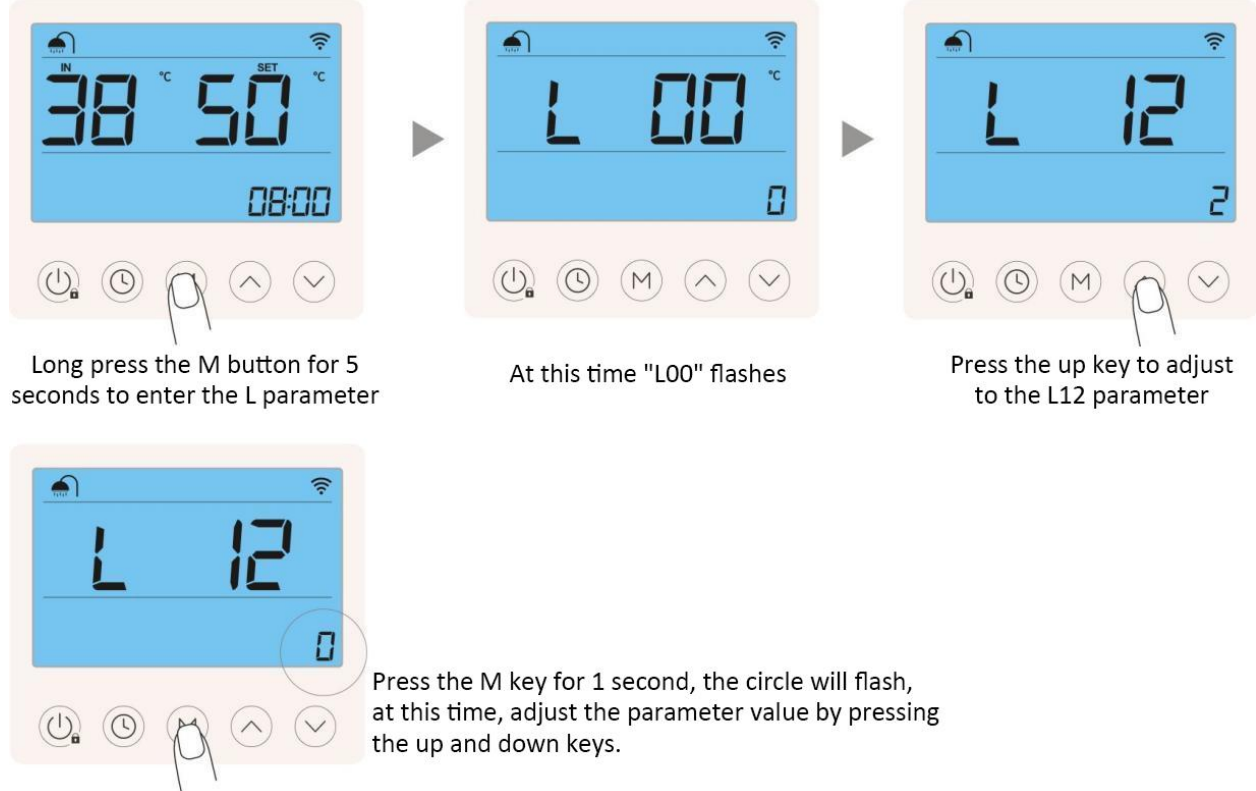 IN SET
38 °C 50 °C
08:00
Long press the M button for 5
seconds to enter the L parameter
L 00 °C
0
M
At this time "L00" flashes
L 12
2
M
Press the up key to adjust
to the L12 parameter
L 12
0
Press the M key for 1 second, the circle will flash,
at this time, adjust the parameter value by pressing
the up and down keys.